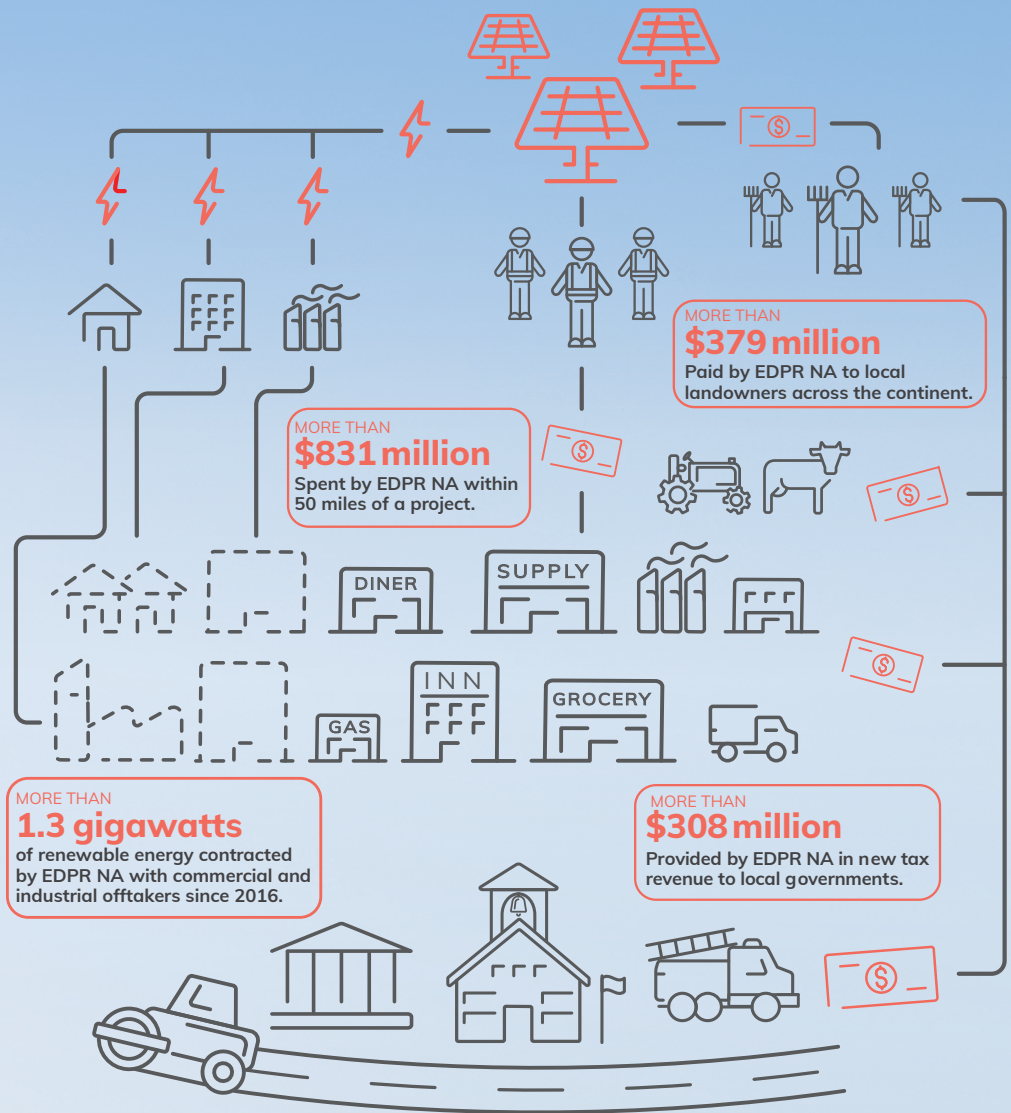 MORE THAN
$379 million
Paid by EDPR NA to local
landowners across the continent.
MORE THAN
$831 million
Spent by EDPR NA within
50 miles of a project.
DINER
SUPPLY
INN
GAS
GROCERY
MORE THAN
1.3 gigawatts
of renewable energy contracted
by EDPR NA with commercial and
industrial offtakers since 2016.
MORE THAN
$308 million
Provided by EDPR NA in new tax
revenue to local governments.
$
$
$
$
$